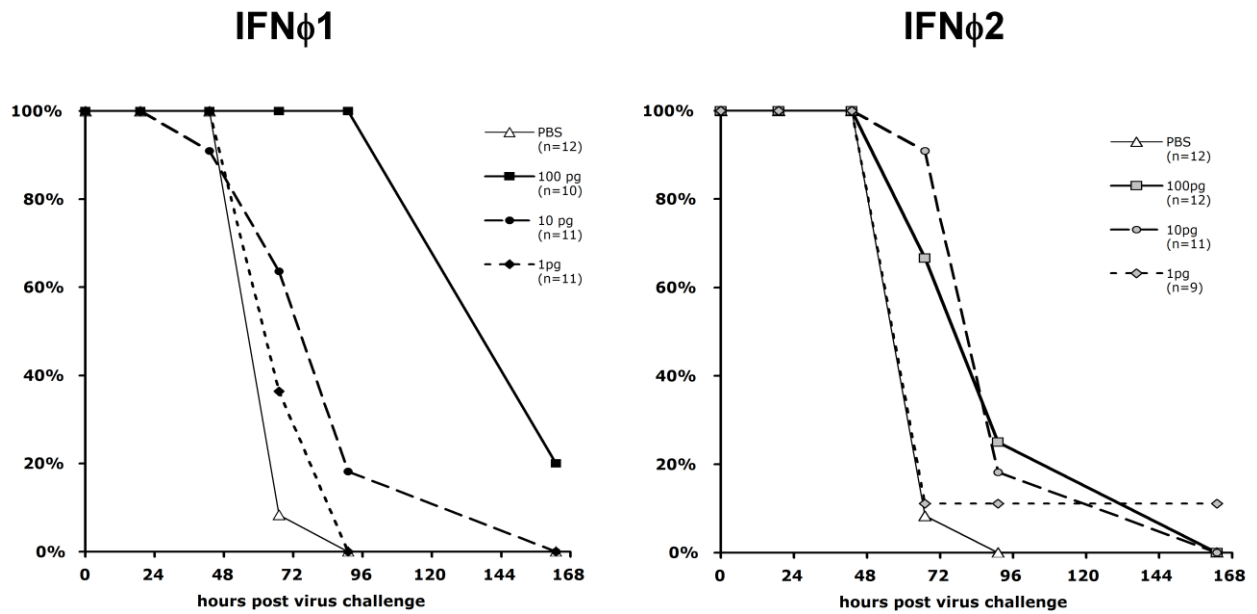 IFNϕ1
100%
80%
60%
40%
20%
0%
0 24 48 72 96 120 144 168
hours post virus challenge
PBS
(n=12)
100 pg
(n=10)
10 pg
(n=11)
1pg
(n=11)
IFNϕ2
100%
80%
60%
40%
20%
0%
0 24 48 72 96 120 144 168
hours post virus challenge
PBS
(n=12)
100pg
(n=12)
10pg
(n=11)
1pg
(n=9)